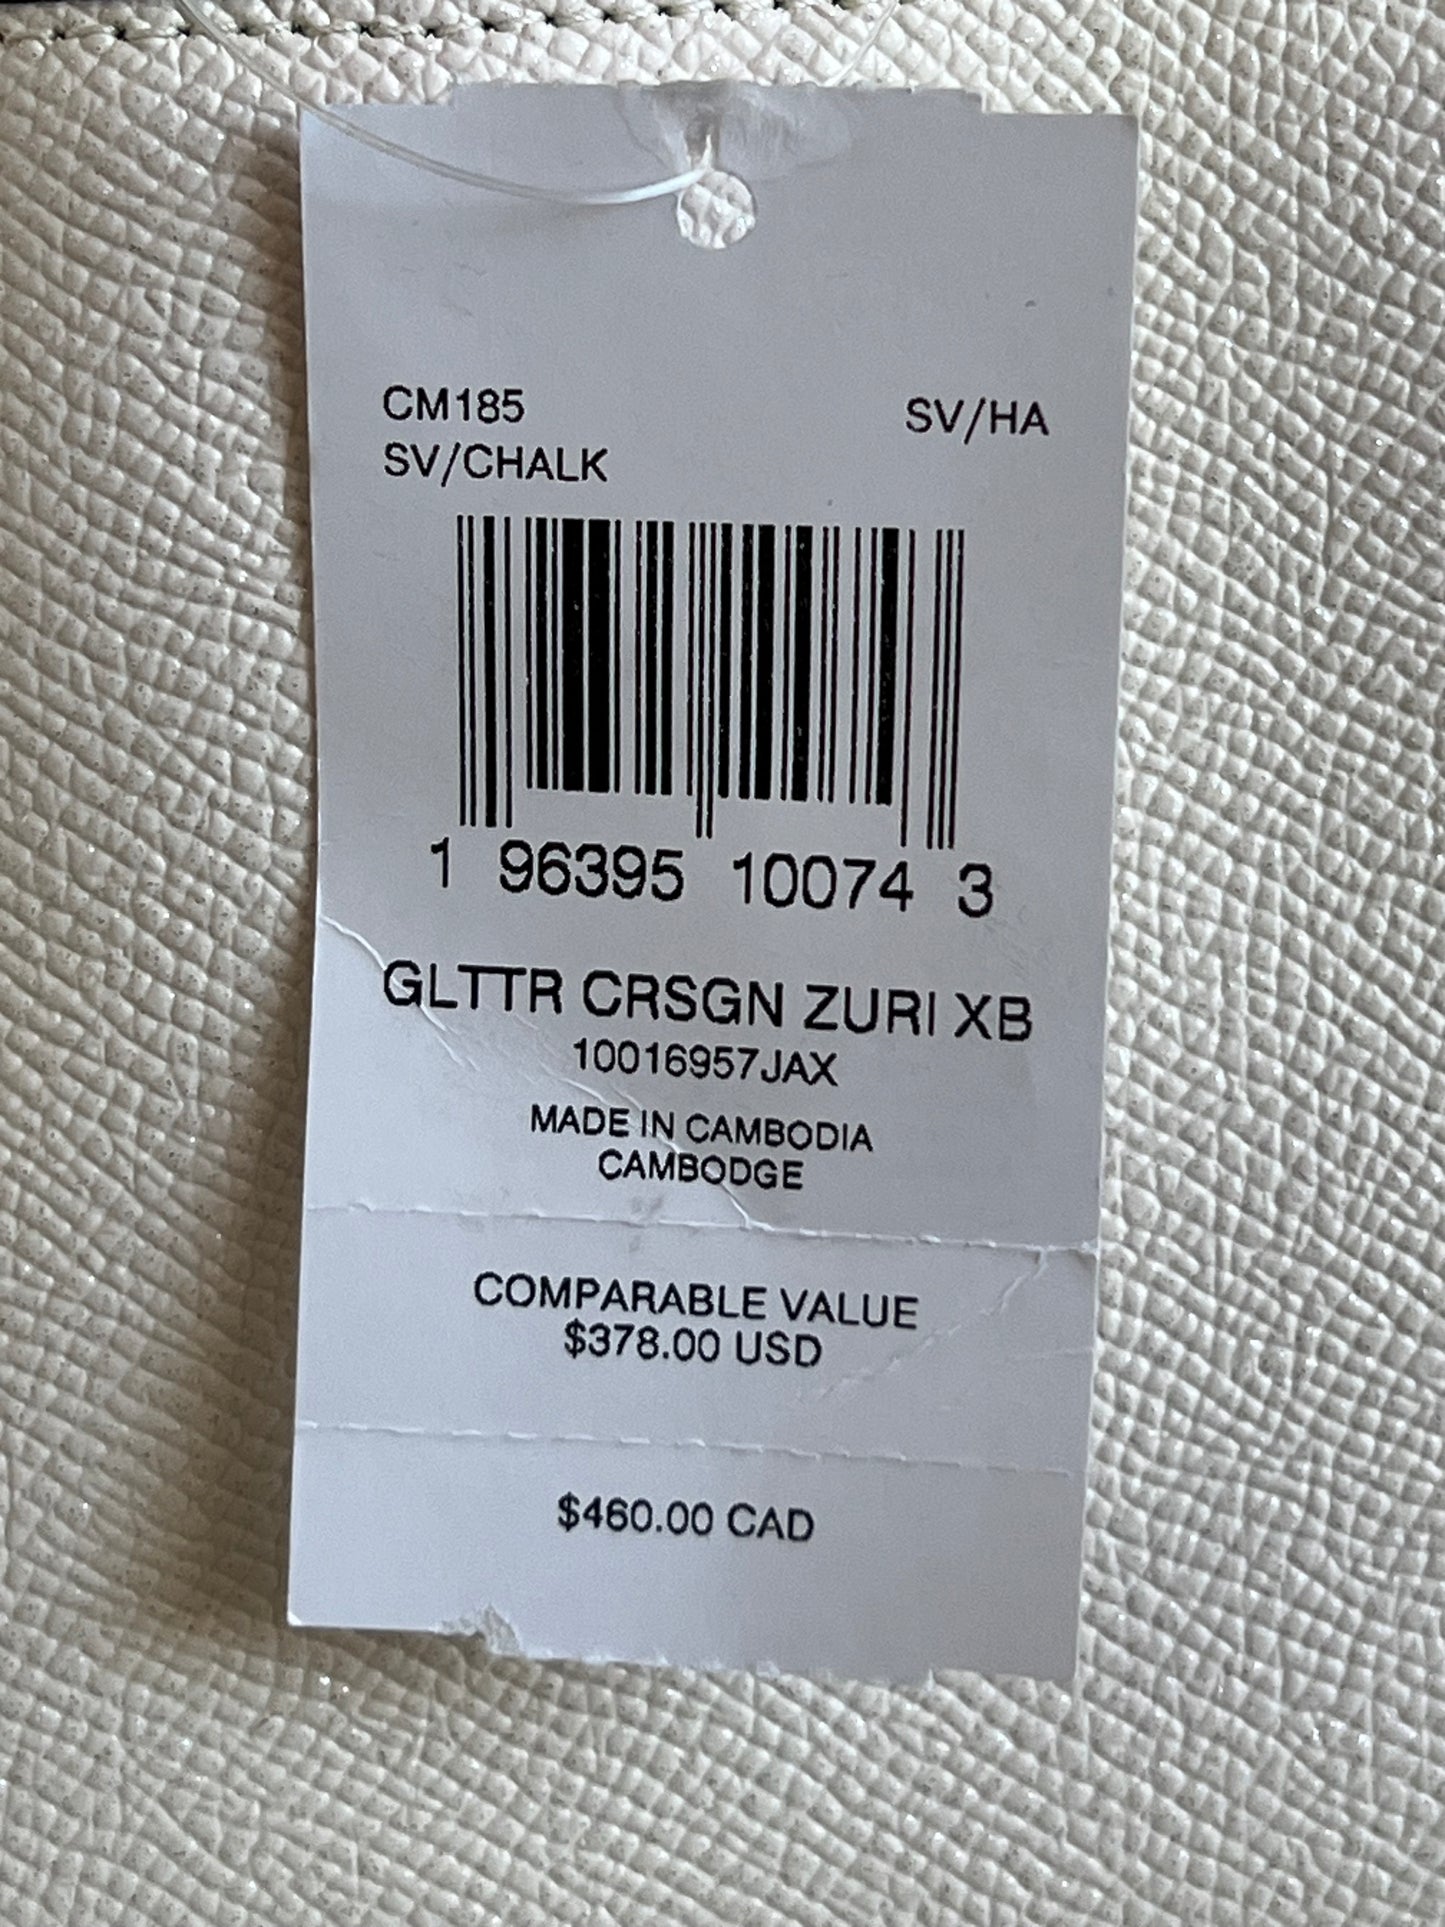 CM185 SV/HA
SV/CHALK
1 96395 10074 3
GLTTR CRSGN ZURI XB
10016957JAX
MADE IN CAMBODIA
CAMBODGE
COMPARABLE VALUE
$378.00 USD
$460.00 CAD